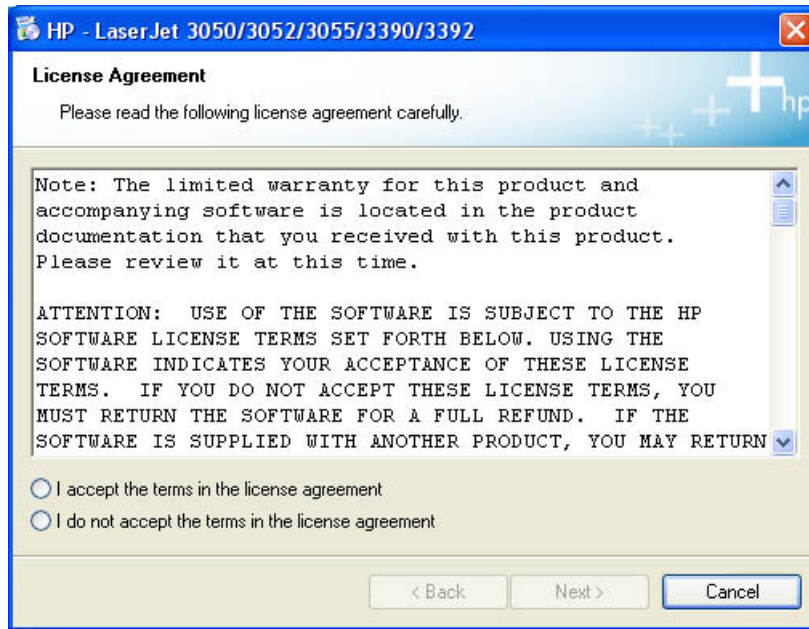 HP - LaserJet 3050/3052/3055/3390/3392
License Agreement
Please read the following license agreement carefully.
hp
Note: The limited warranty for this product and
accompanying software is located in the product
documentation that you received with this product.
Please review it at this time.
ATTENTION:  USE OF THE SOFTWARE IS SUBJECT TO THE HP
SOFTWARE LICENSE TERMS SET FORTH BELOW. USING THE
SOFTWARE INDICATES YOUR ACCEPTANCE OF THESE LICENSE
TERMS.  IF YOU DO NOT ACCEPT THESE LICENSE TERMS, YOU
MUST RETURN THE SOFTWARE FOR A FULL REFUND.  IF THE
SOFTWARE IS SUPPLIED WITH ANOTHER PRODUCT, YOU MAY RETURN
I accept the terms in the license agreement
I do not accept the terms in the license agreement
< Back
Next >
Cancel